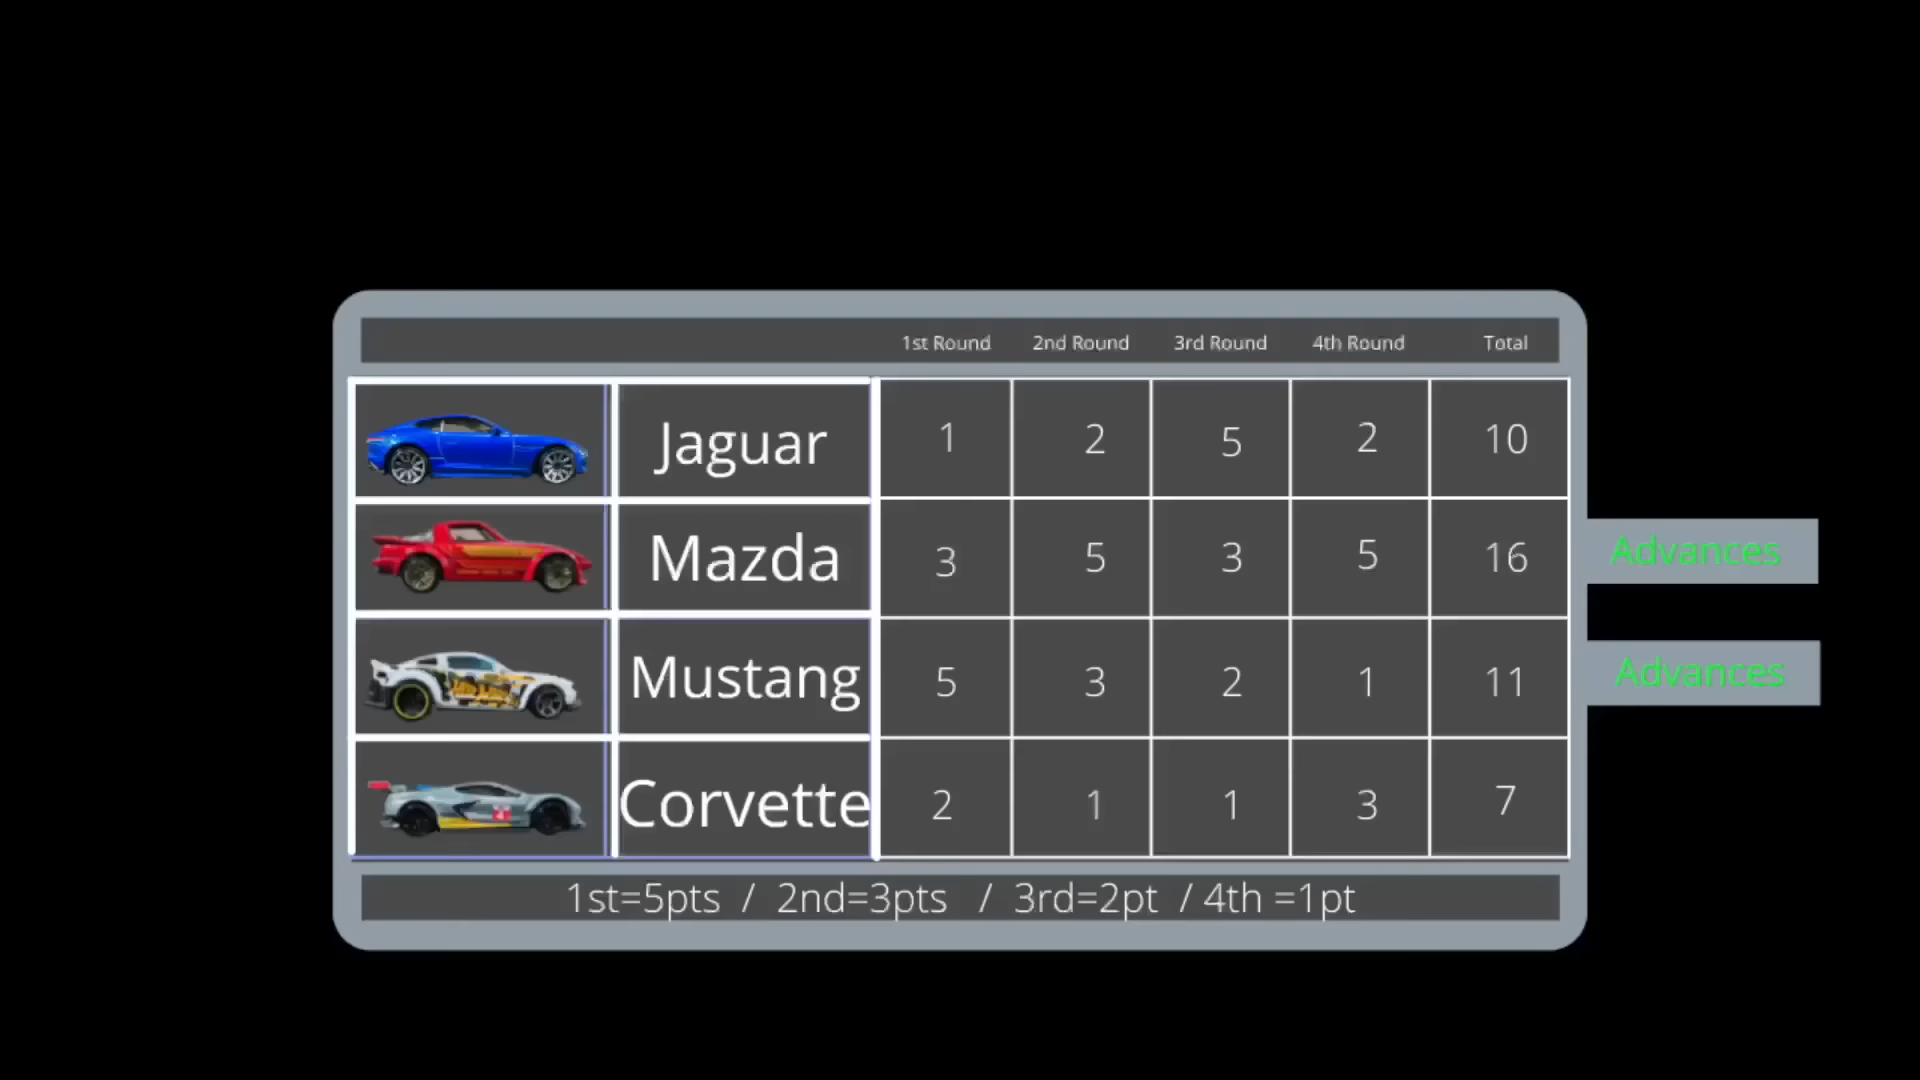 1st Round 2nd Round 3rd Round 4th Round Total
Jaguar 1 2 5 2 10
Mazda 3 5 3 5 16 Advances
Mustang 5 3 2 1 11 Advances
Corvette 2 1 1 3 7
1st=5pts / 2nd=3pts / 3rd=2pt / 4th =1pt